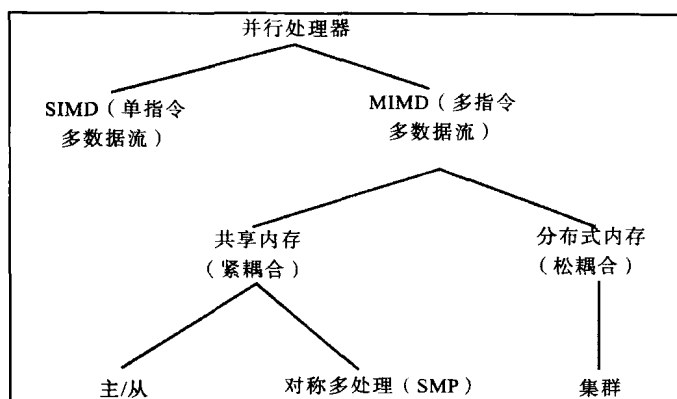 并行处理器
SIMD（单指令
多数据流）
MIMD（多指令
多数据流）
共享内存
（紧耦合）
分布式内存
（松耦合）
主/从
对称多处理（SMP）
集群